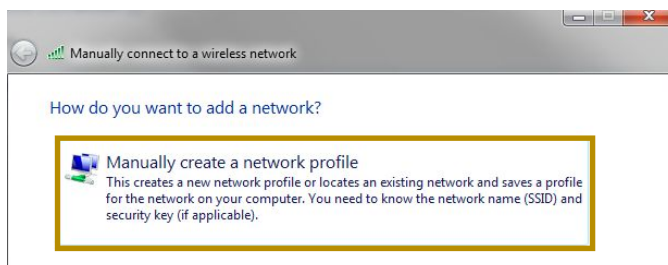 Manually connect to a wireless network
How do you want to add a network?
Manually create a network profile
This creates a new network profile or locates an existing network and saves a profile
for the network on your computer. You need to know the network name (SSID) and
security key (if applicable).